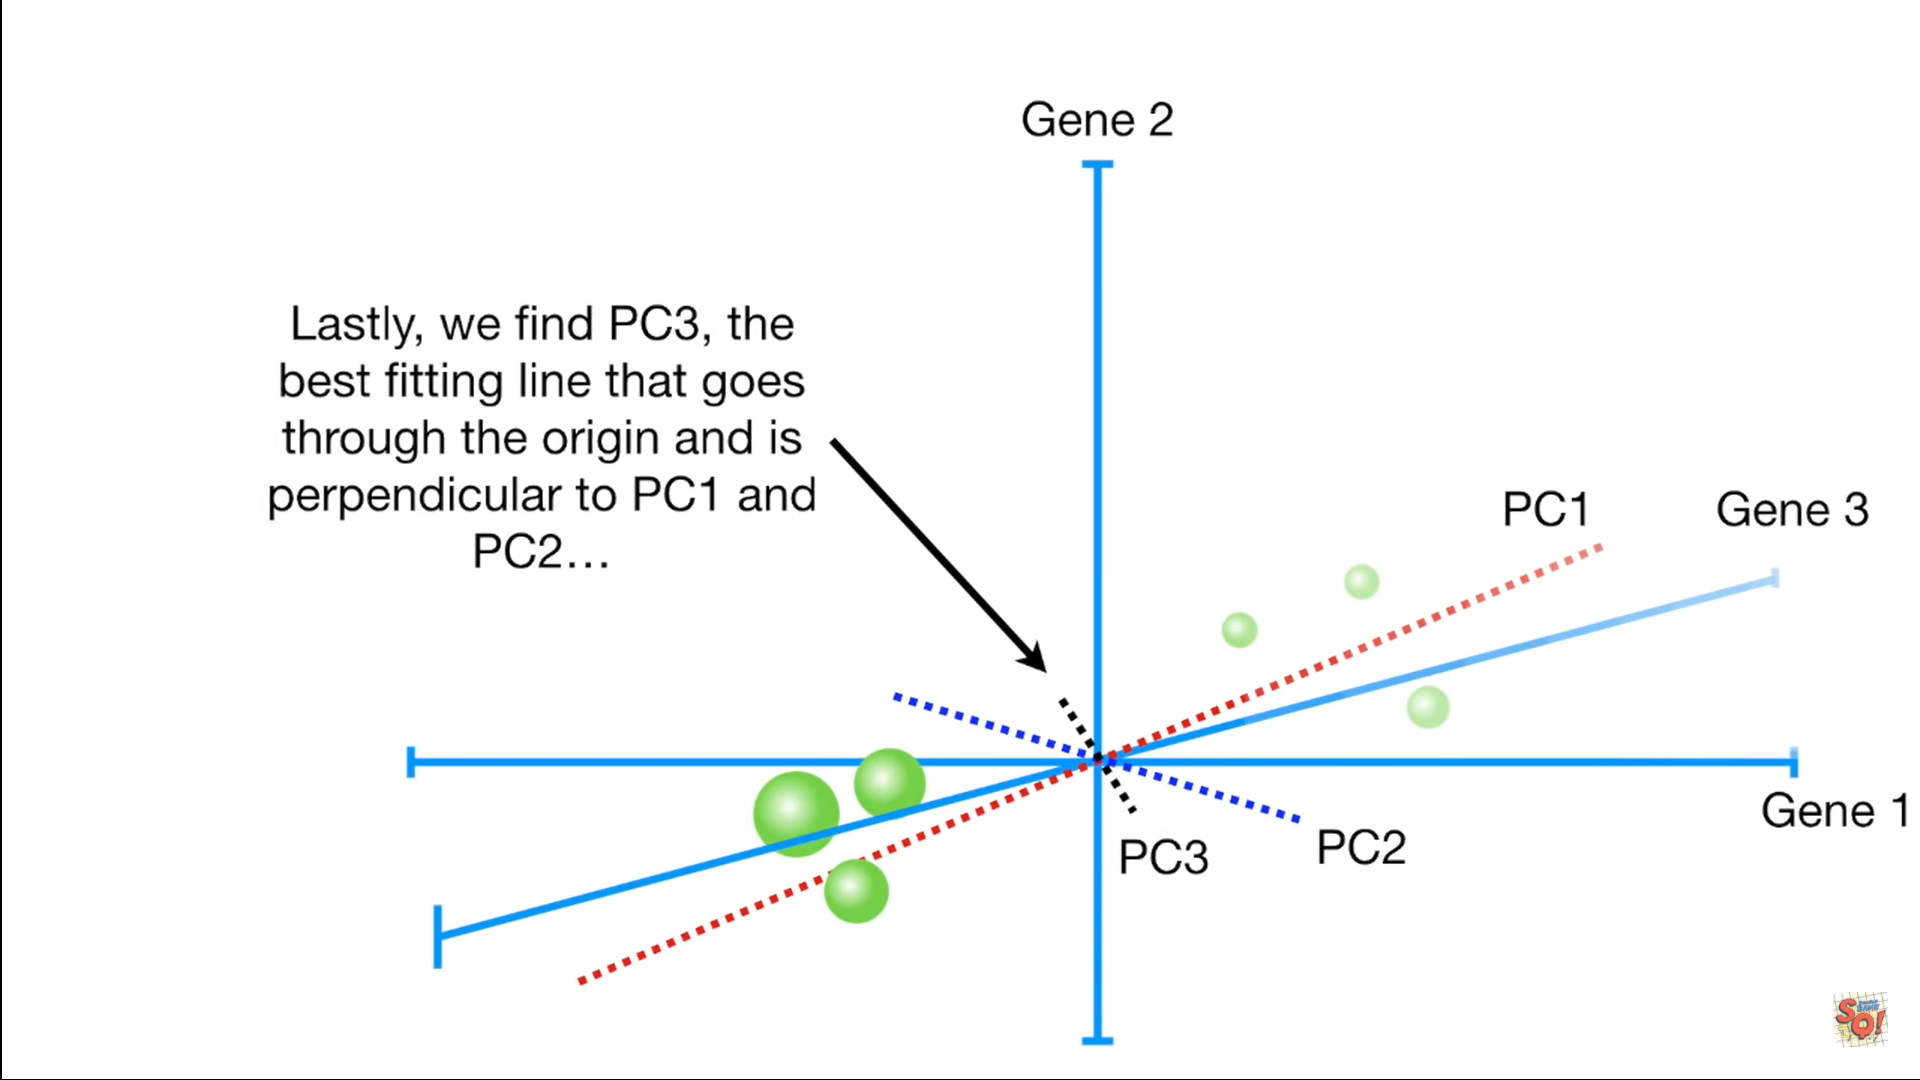 Gene 2
Lastly, we find PC3, the
best fitting line that goes
through the origin and is
perpendicular to PC1 and
PC2…
PC1
Gene 3
Gene 1
PC2
PC3
SQ!